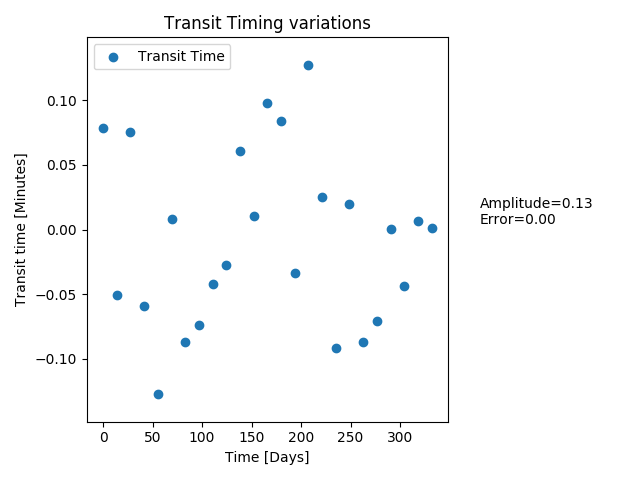 Transit Timing variations
Transit Time
0.10
0.05
0.00
−0.05
−0.10
Transit time [Minutes]
0 50 100 150 200 250 300
Time [Days]
Amplitude=0.13
Error=0.00